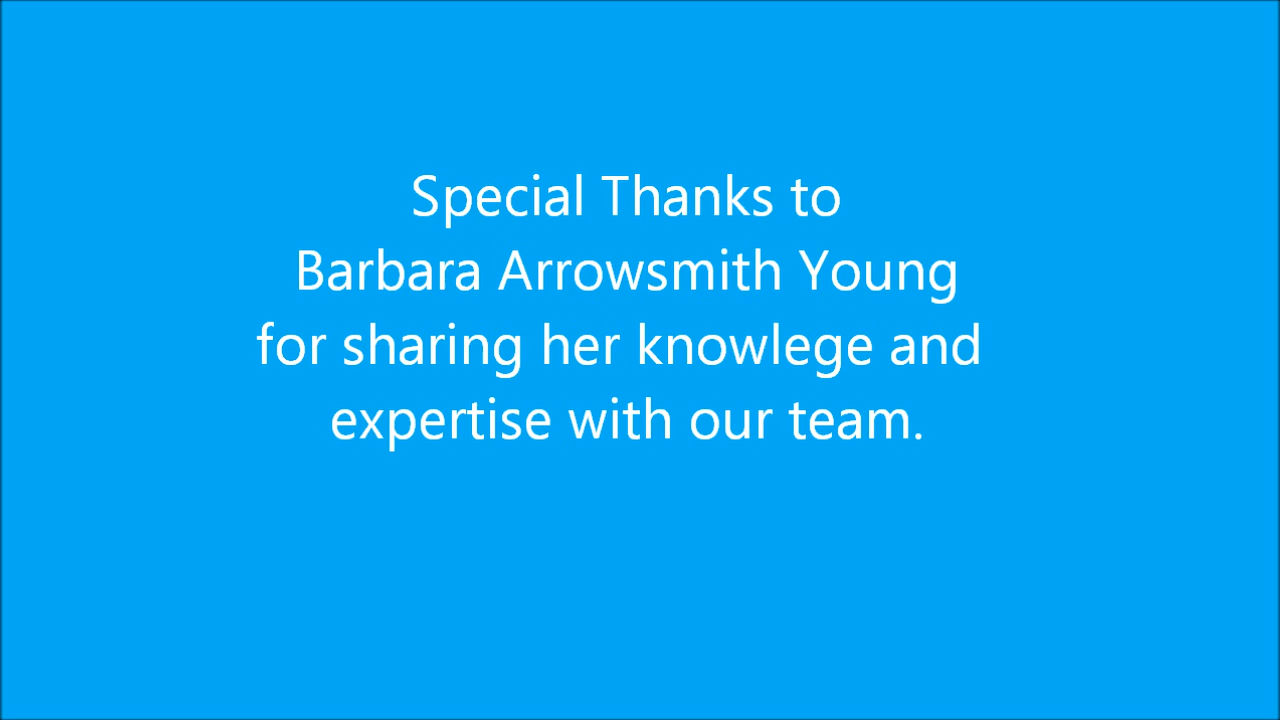 Special Thanks to
Barbara Arrowsmith Young
for sharing her knowlege and
expertise with our team.